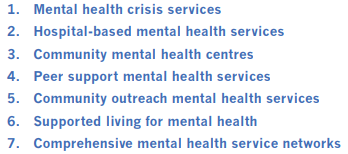 1. Mental health crisis services
2. Hospital-based mental health services
3. Community mental health centres
4. Peer support mental health services
5. Community outreach mental health services
6. Supported living for mental health
7. Comprehensive mental health service networks